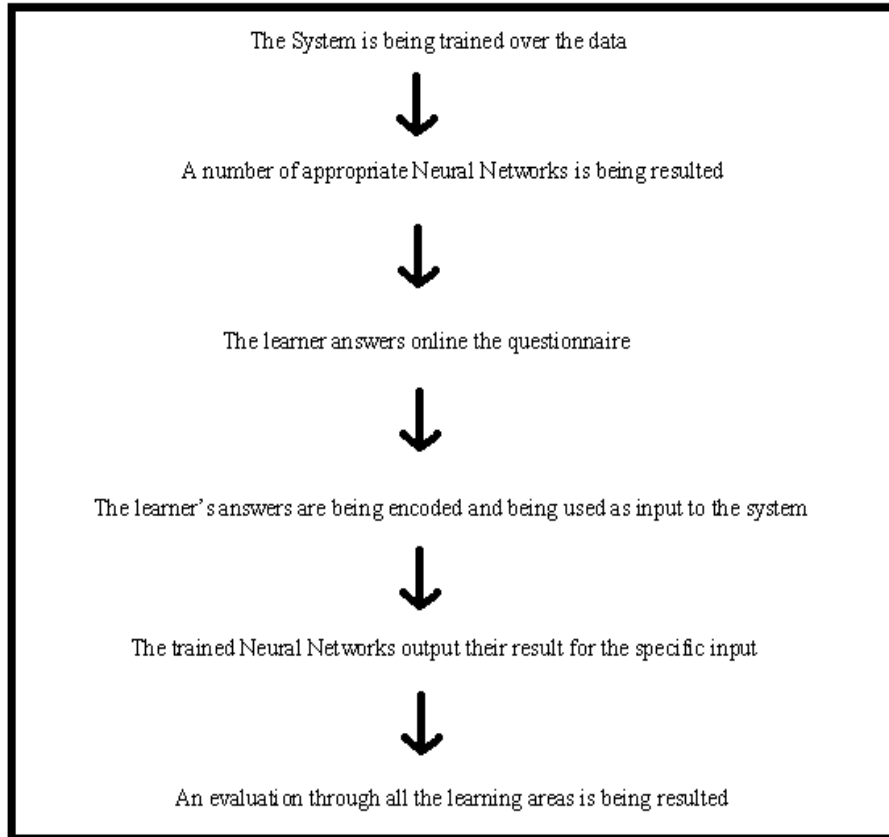 The System is being trained over the data
A number of appropriate Neural Networks is being resulted
The learner answers online the questionnaire
The learner’s answers are being encoded and being used as input to the system
The trained Neural Networks output their result for the specific input
An evaluation through all the learning areas is being resulted